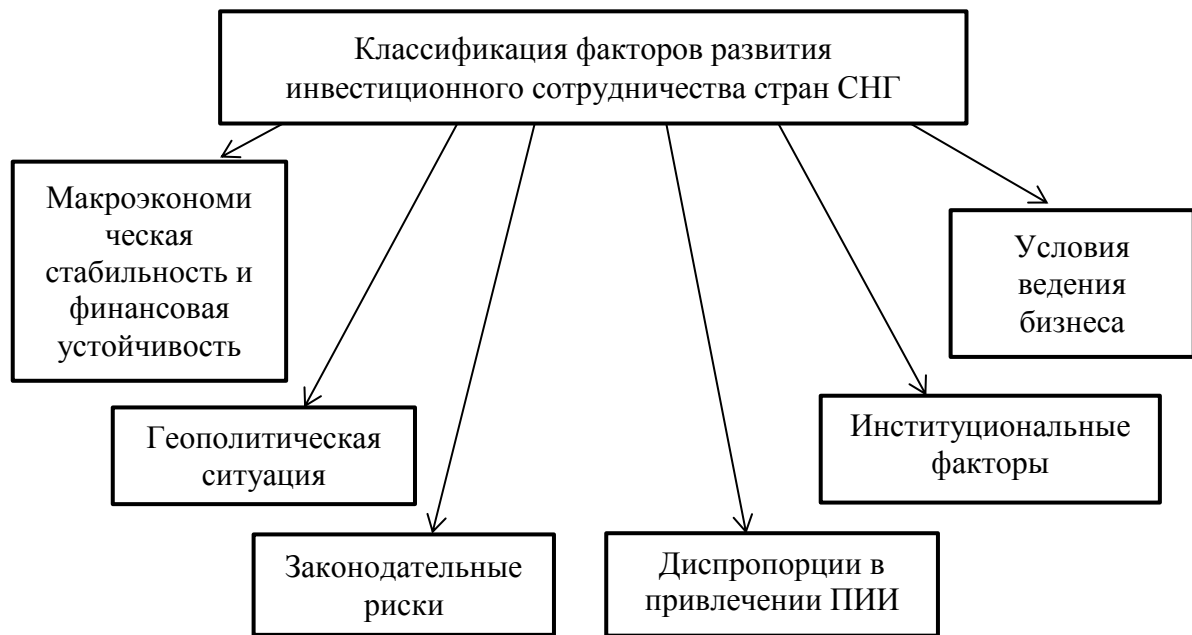 Классификация факторов развития
инвестиционного сотрудничества стран СНГ
Макроэкономи
ческая
стабильность и
финансовая
устойчивость
Геополитическая
ситуация
Законодательные
риски
Диспропорции в
привлечении ПИИ
Институциональные
факторы
Условия
ведения
бизнеса